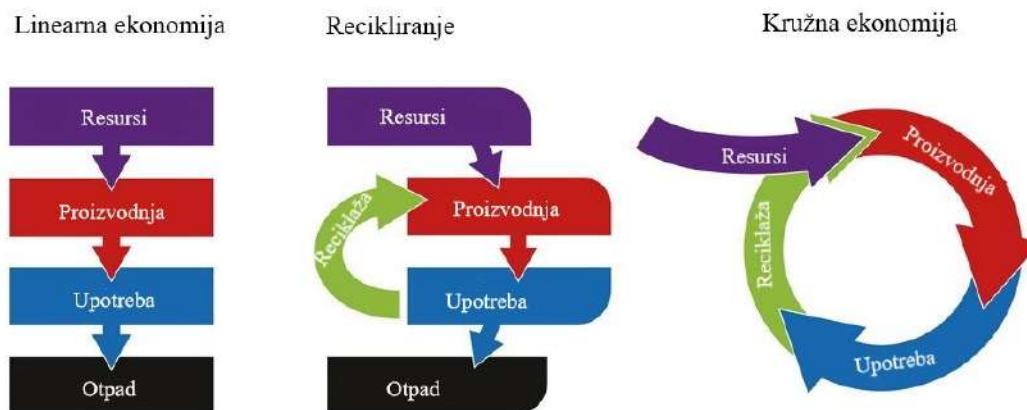 Linearna ekonomija
Resursi
Proizvodnja
Upotreba
Otpad
Recikliranje
Resursi
Reciklaža
Proizvodnja
Upotreba
Otpad
Kružna ekonomija
Resursi
Proizvodnja
Reciklaža
Upotreba